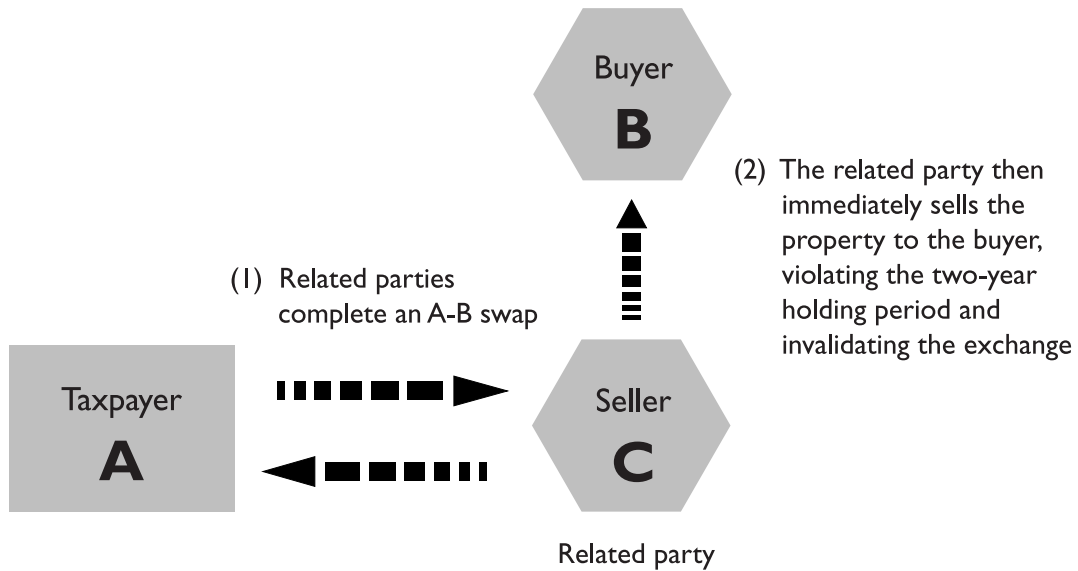 Buyer
B
(2) The related party then
immediately sells the
property to the buyer,
violating the two-year
holding period and
invalidating the exchange
(1) Related parties
complete an A-B swap
Taxpayer
A
Seller
C
Related party